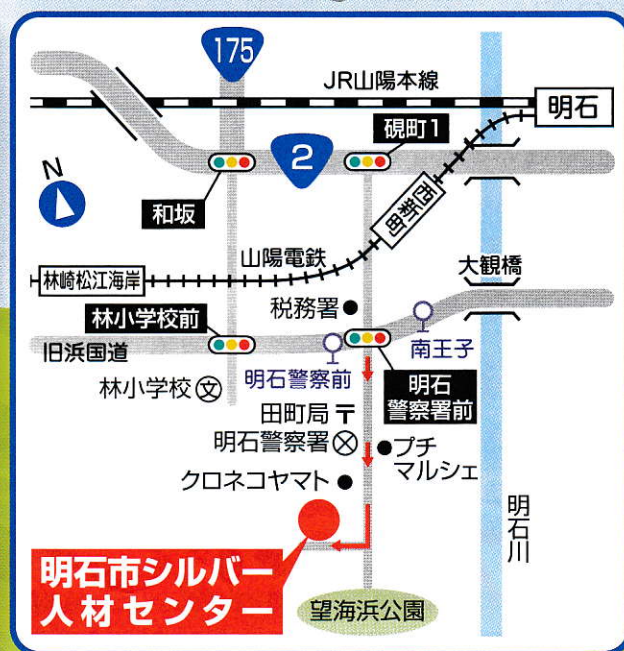 175
JR山陽本線
明石
硯町1
2
N
和坂
西新町
山陽電鉄
大観橋
林崎松江海岸
税務署
林小学校前
南王子
旧浜国道
明石警察前
明石
警察署前
林小学校
文
田町局
〒
明石警察署
プチ
マルシェ
クロネコヤマト
明石川
明石市シルバー
人材センター
望海浜公園